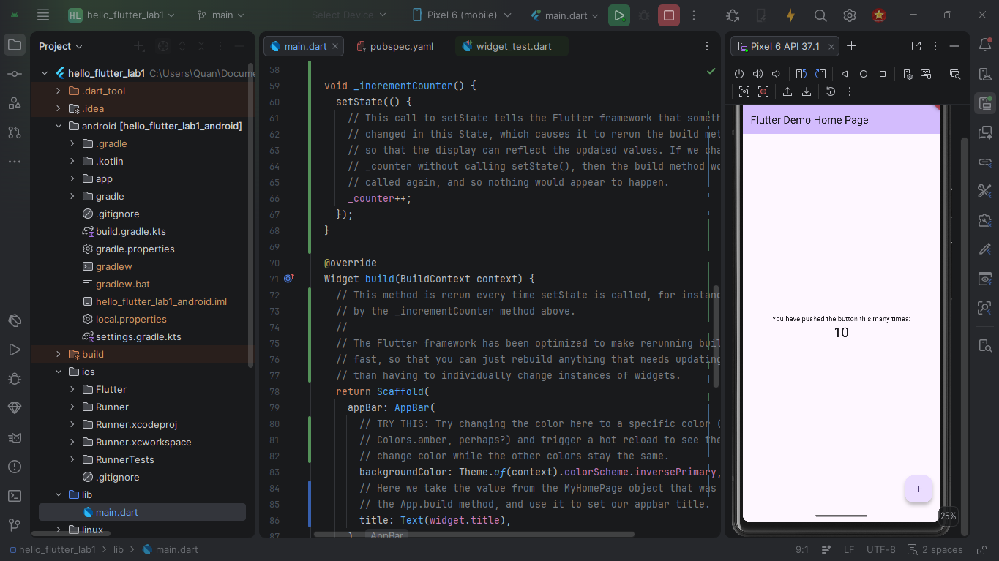 HL hello_flutter_lab1 main Select Device Pixel 6 (mobile) main.dart
Project
hello_flutter_lab1 C:\Users\Quan\Docume
.dart_tool
.idea
android [hello_flutter_lab1_android]
.gradle
.kotlin
app
gradle
.gitignore
build.gradle.kts
gradle.properties
gradlew
gradlew.bat
hello_flutter_lab1_android.iml
local.properties
settings.gradle.kts
build
ios
Flutter
Runner
Runner.xcodeproj
Runner.xcworkspace
RunnerTests
.gitignore
lib
main.dart
linux
main.dart pubspec.yaml widget_test.dart
58
59 void _incrementCounter() {
60 setState(() {
61 // This call to setState tells the Flutter framework that someth
62 // changed in this State, which causes it to rerun the build met
63 // so that the display can reflect the updated values. If we cha
64 // _counter without calling setState(), then the build method wo
65 // called again, and so nothing would appear to happen.
66 _counter++;
67 });
68 }
69
70 @override
71 Widget build(BuildContext context) {
72 // This method is rerun every time setState is called, for instanc
73 // by the _incrementCounter method above.
74 //
75 // The Flutter framework has been optimized to make rerunning buil
76 // fast, so that you can just rebuild anything that needs updating
77 // than having to individually change instances of widgets.
78 return Scaffold(
79 appBar: AppBar(
80 // TRY THIS: Try changing the color here to a specific color (
81 // Colors.amber, perhaps?) and trigger a hot reload to see the
82 // change color while the other colors stay the same.
83 backgroundColor: Theme.of(context).colorScheme.inversePrimary,
84 // Here we take the value from the MyHomePage object that was
85 // the App.build method, and use it to set our appbar title.
86 title: Text(widget.title),
87 ), AppBar
Pixel 6 API 37.1
Flutter Demo Home Page
You have pushed the button this many times:
10
+
25%
hello_flutter_lab1 > lib > main.dart
9:1 LF UTF-8 2 spaces